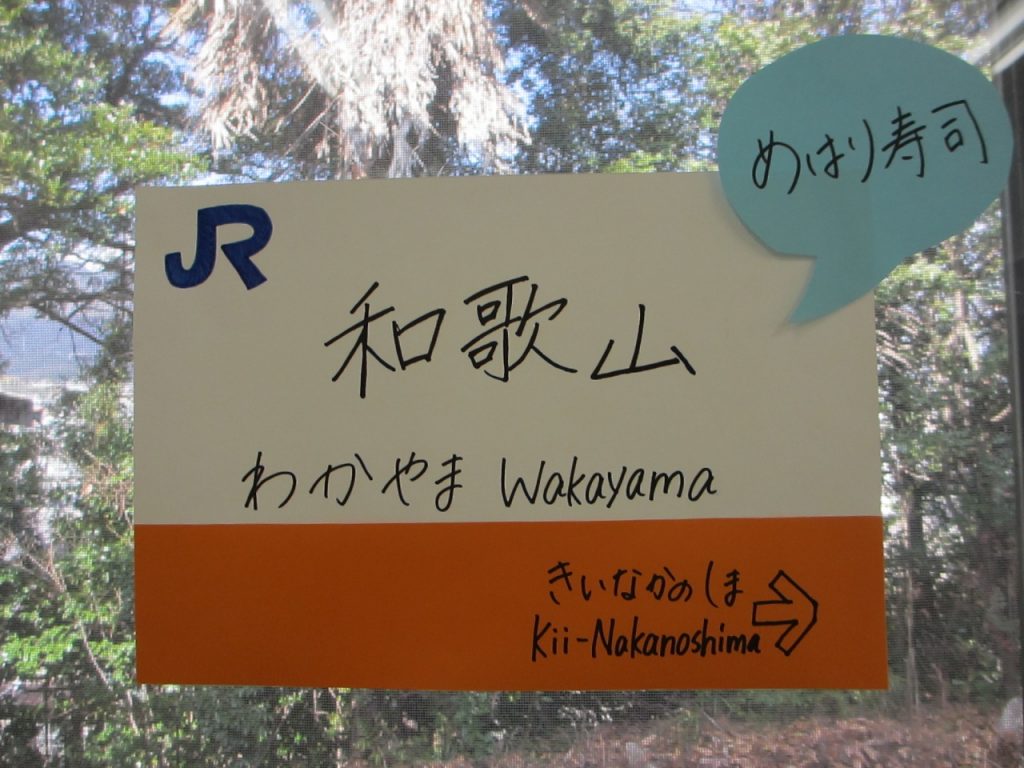 めはり寿司
JR
和歌山
わかやま Wakayama
きいなかのしま
Kii-Nakanoshima